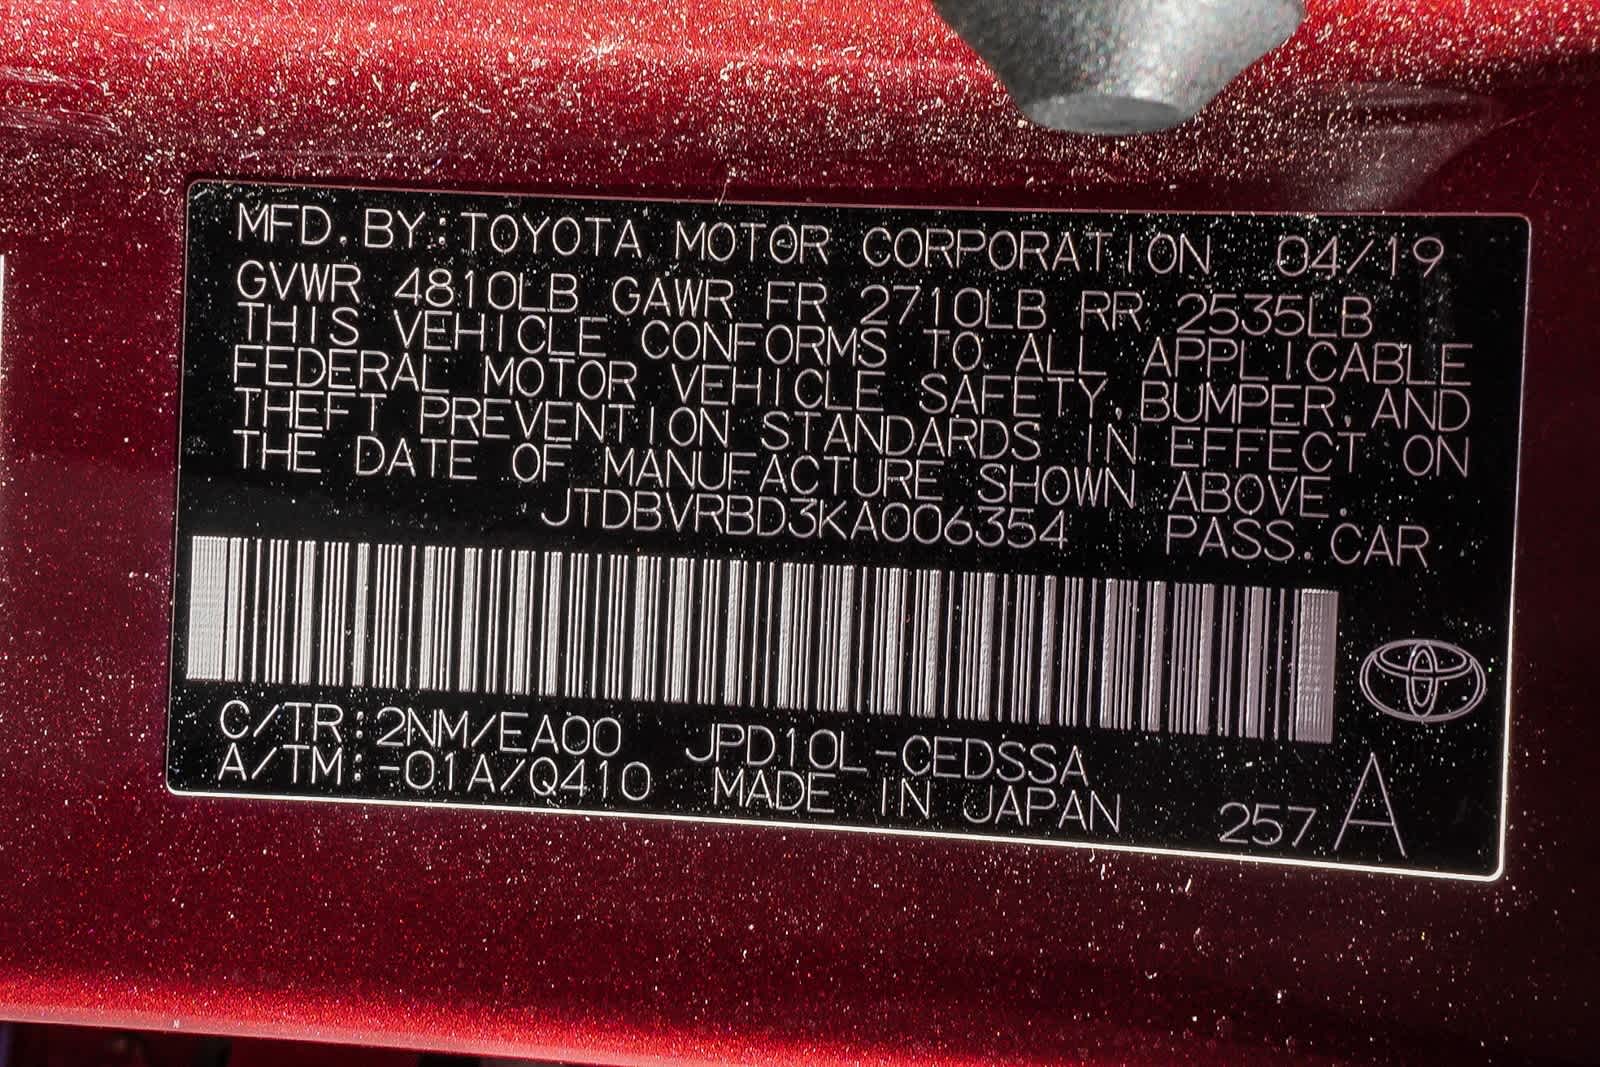 MFD. BY: TOYOTA MOTOR CORPORATION 04/19
GVWR 4810LB GAWR FR 2710LB RR 2535LB
THIS VEHICLE CONFORMS TO ALL APPLICABLE
FEDERAL MOTOR VEHICLE SAFETY, BUMPER, AND
THEFT PREVENTION STANDARDS IN EFFECT ON
THE DATE OF MANUFACTURE SHOWN ABOVE.
JTDBVRBD3KA006354 PASS. CAR
C/TR: 2NM/EA00 JPD10L-CEDSSA
A/TM: -01A/Q410 MADE IN JAPAN 257 A